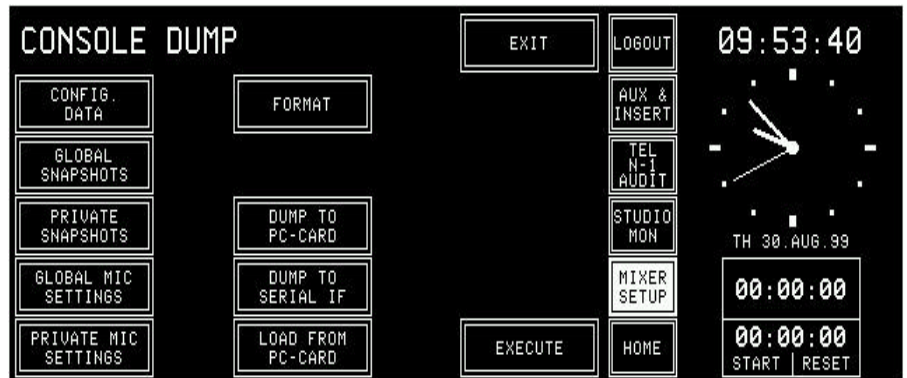 CONSOLE DUMP
EXIT
LOGOUT
09:53:40
CONFIG.
DATA
FORMAT
AUX &
INSERT
GLOBAL
SNAPSHOTS
TEL
N-1
AUDIT
PRIVATE
SNAPSHOTS
DUMP TO
PC-CARD
STUDIO
MON
TH 30.AUG.99
GLOBAL MIC
SETTINGS
DUMP TO
SERIAL IF
MIXER
SETUP
00:00:00
PRIVATE MIC
SETTINGS
LOAD FROM
PC-CARD
EXECUTE
HOME
00:00:00
START | RESET